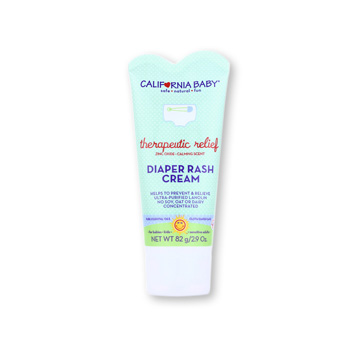 CALIFORNIA BABY®
safe • natural • fun
therapeutic relief
ZINC OXIDE • CALMING SCENT
DIAPER RASH
CREAM
HELPS TO PREVENT & RELIEVE
ULTRA-PURIFIED LANOLIN
NO SOY, OAT OR DAIRY
CONCENTRATED
NET WT 82g/2.9 Oz.